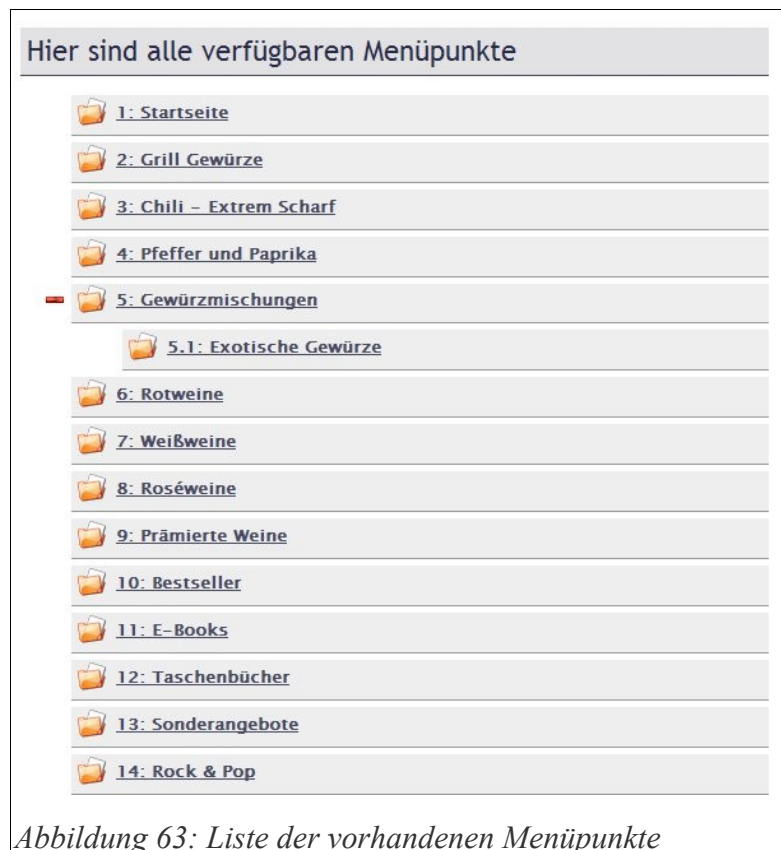 Hier sind alle verfügbaren Menüpunkte
1: Startseite
2: Grill Gewürze
3: Chili – Extrem Scharf
4: Pfeffer und Paprika
5: Gewürzmischungen
5.1: Exotische Gewürze
6: Rotweine
7: Weißweine
8: Roséweine
9: Prämierte Weine
10: Bestseller
11: E-Books
12: Taschenbücher
13: Sonderangebote
14: Rock & Pop
Abbildung 63: Liste der vorhandenen Menüpunkte